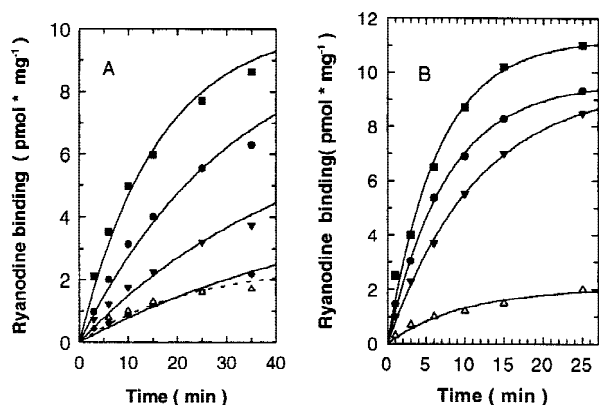 Ryanodine binding ( pmol * mg-1 )
10
8
6
4
2
0
A
0 10 20 30 40
Time ( min )
Ryanodine binding( pmol * mg-1 )
12
10
8
6
4
2
0
B
0 5 10 15 20 25
Time ( min )